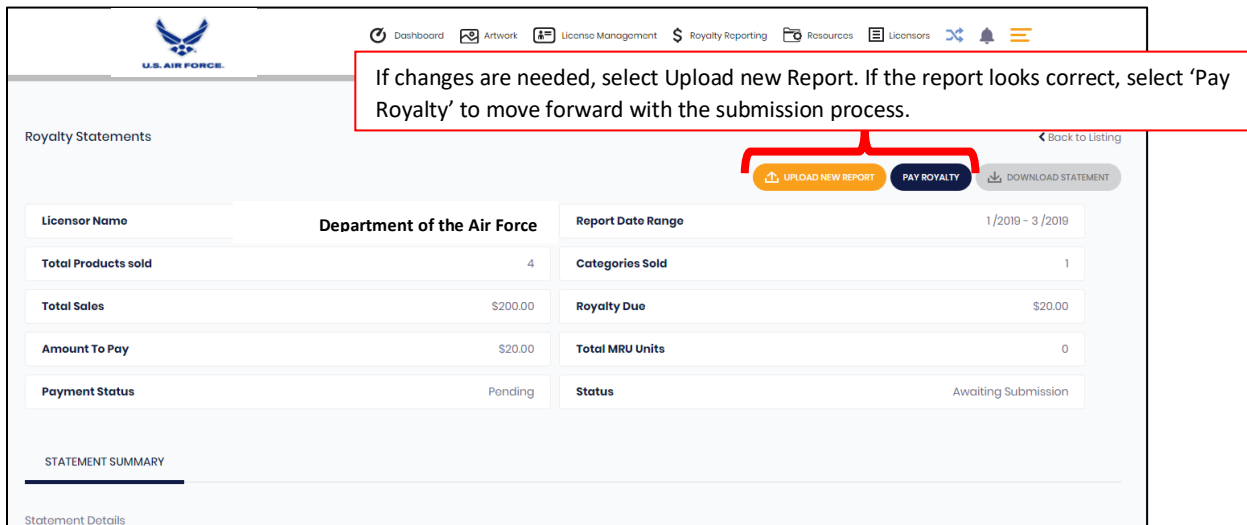 U.S. AIR FORCE.
Dashboard Artwork License Management $ Royalty Reporting Resources Licensors
If changes are needed, select Upload new Report. If the report looks correct, select ‘Pay
Royalty’ to move forward with the submission process.
Royalty Statements
Back to Listing
UPLOAD NEW REPORT PAY ROYALTY DOWNLOAD STATEMENT
Licensor Name Department of the Air Force Report Date Range 1 /2019 - 3 /2019
Total Products sold 4 Categories Sold 1
Total Sales $200.00 Royalty Due $20.00
Amount To Pay $20.00 Total MRU Units 0
Payment Status Pending Status Awaiting Submission
STATEMENT SUMMARY
Statement Details